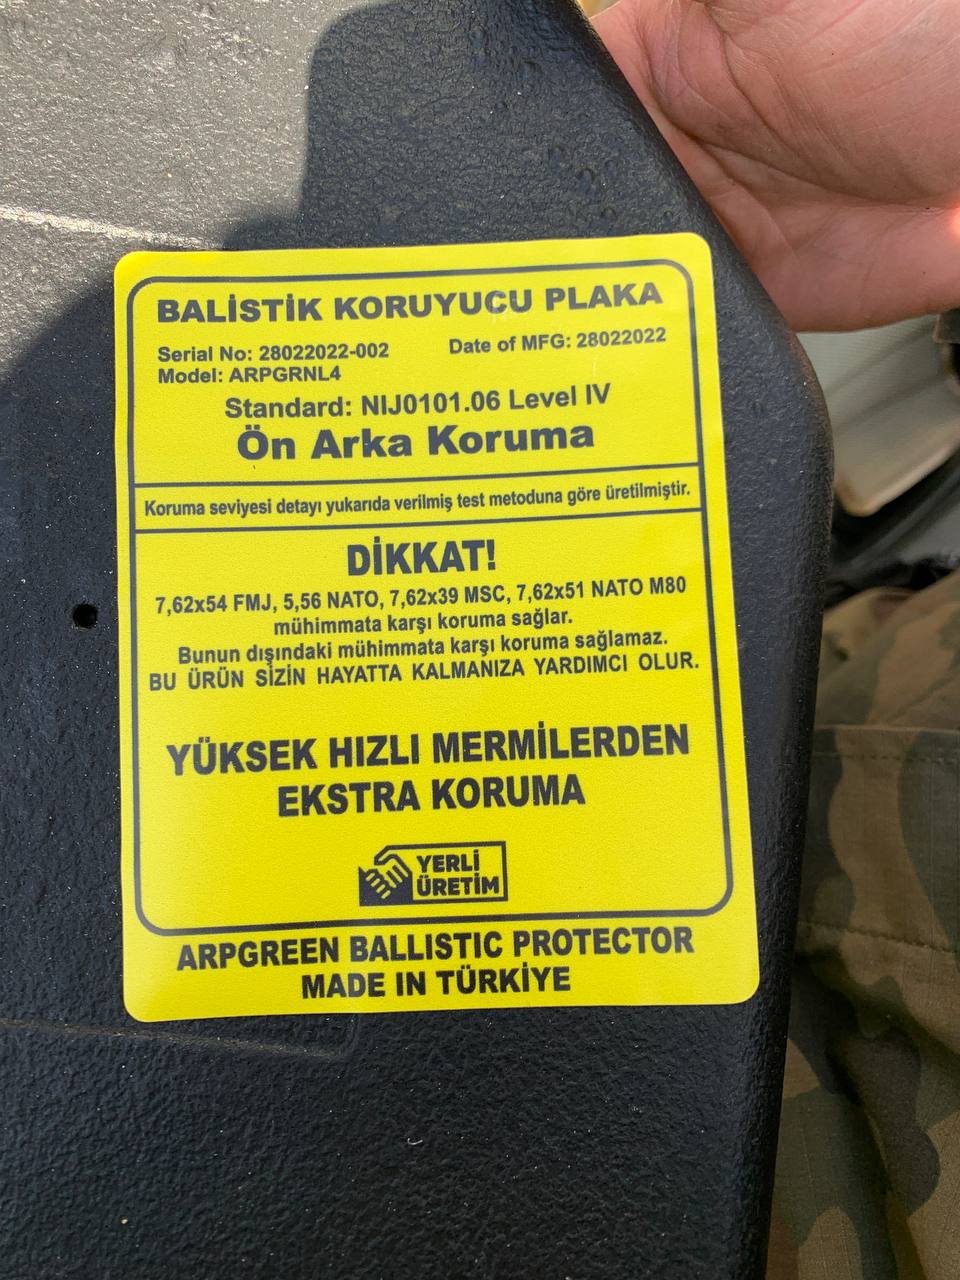 BALİSTİK KORUYUCU PLAKA
Serial No: 28022022-002 Date of MFG: 28022022
Model: ARPGRNL4
Standard: NIJ0101.06 Level IV
Ön Arka Koruma
Koruma seviyesi detayı yukarıda verilmiş test metoduna göre üretilmiştir.
DİKKAT!
7,62x54 FMJ, 5,56 NATO, 7,62x39 MSC, 7,62x51 NATO M80
mühimmata karşı koruma sağlar.
Bunun dışındaki mühimmata karşı koruma sağlamaz.
BU ÜRÜN SİZİN HAYATTA KALMANIZA YARDIMCI OLUR.
YÜKSEK HIZLI MERMİLERDEN
EKSTRA KORUMA
YERLİ
ÜRETİM
ARPGREEN BALLISTIC PROTECTOR
MADE IN TÜRKİYE